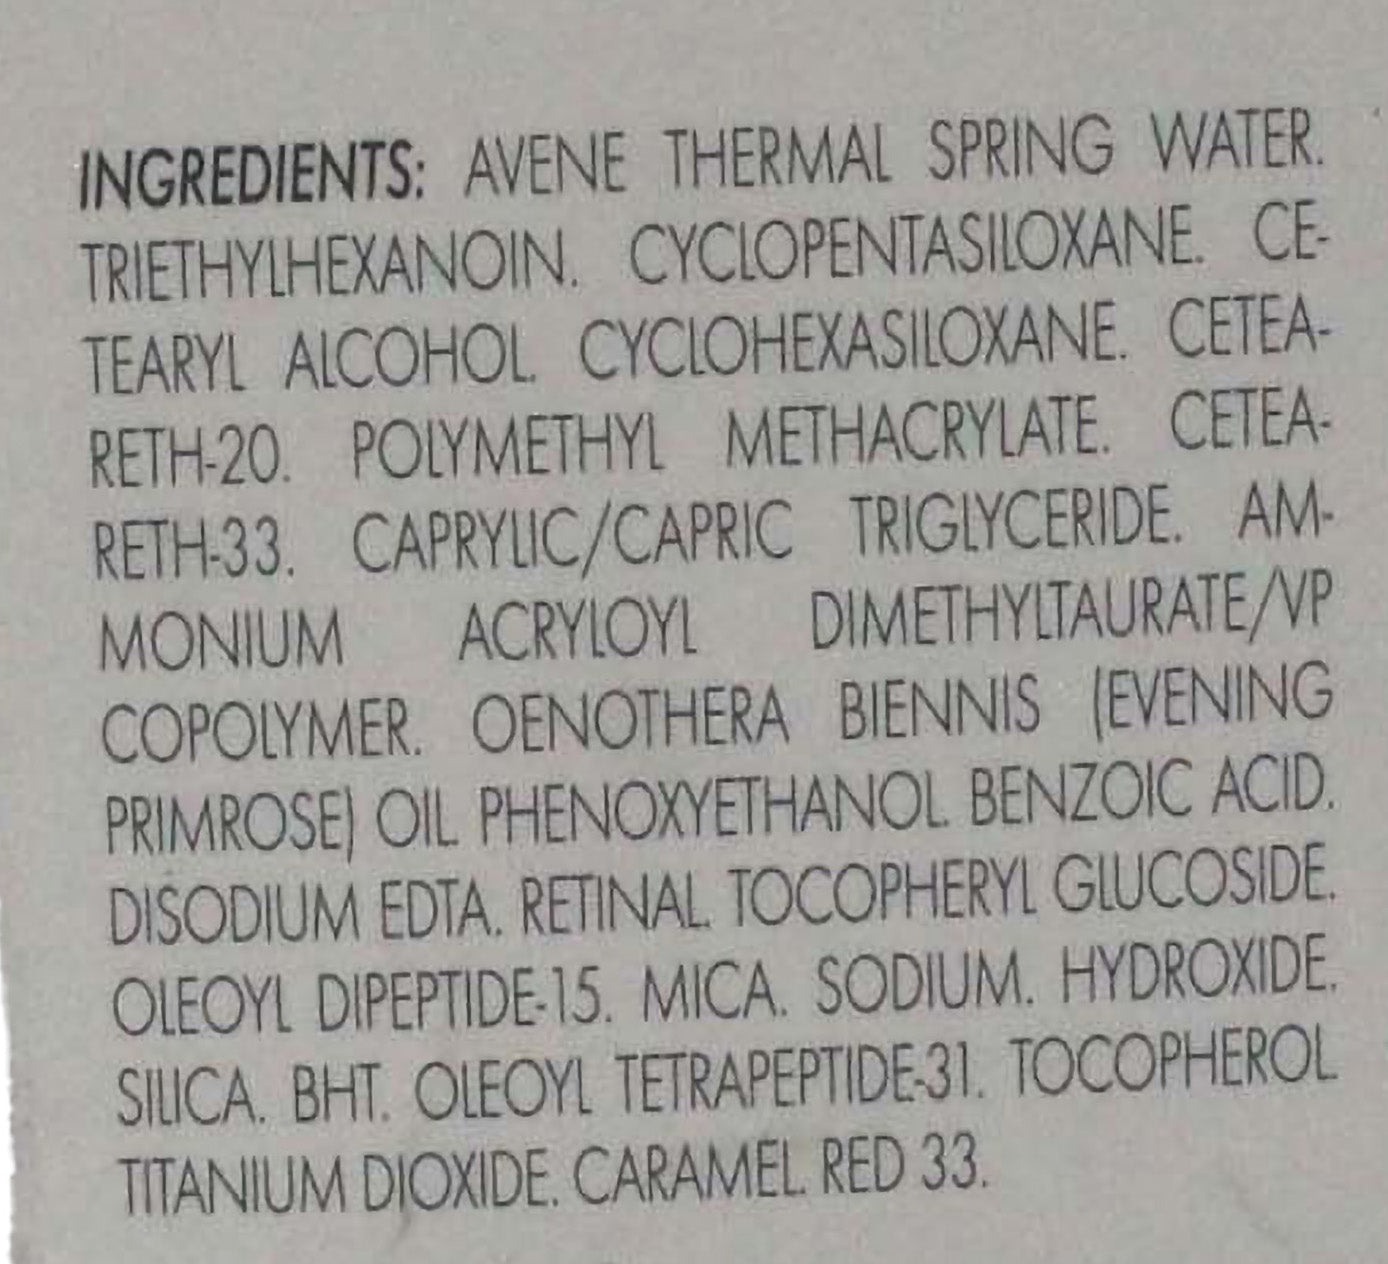 INGREDIENTS: AVENE THERMAL SPRING WATER.
TRIETHYLHEXANOIN. CYCLOPENTASILOXANE. CE-
TEARYL ALCOHOL. CYCLOHEXASILOXANE. CETEA-
RETH-20. POLYMETHYL METHACRYLATE. CETEA-
RETH-33. CAPRYLIC/CAPRIC TRIGLYCERIDE. AM-
MONIUM ACRYLOYL DIMETHYLTAURATE/VP
COPOLYMER. OENOTHERA BIENNIS (EVENING
PRIMROSE) OIL PHENOXYETHANOL. BENZOIC ACID.
DISODIUM EDTA. RETINAL. TOCOPHERYL GLUCOSIDE.
OLEOYL DIPEPTIDE-15. MICA. SODIUM. HYDROXIDE.
SILICA. BHT. OLEOYL TETRAPEPTIDE-31. TOCOPHEROL
TITANIUM DIOXIDE. CARAMEL. RED 33.